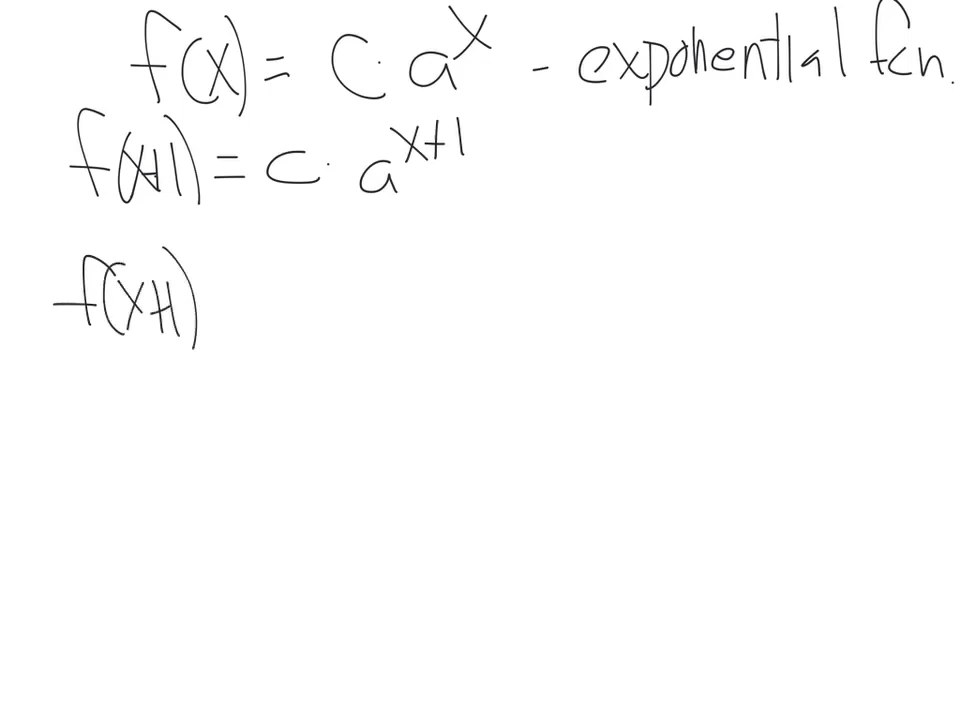 f(x) = C · a^x - exponential fcn.
f(x+1) = C · a^{x+1}
f(x+1)